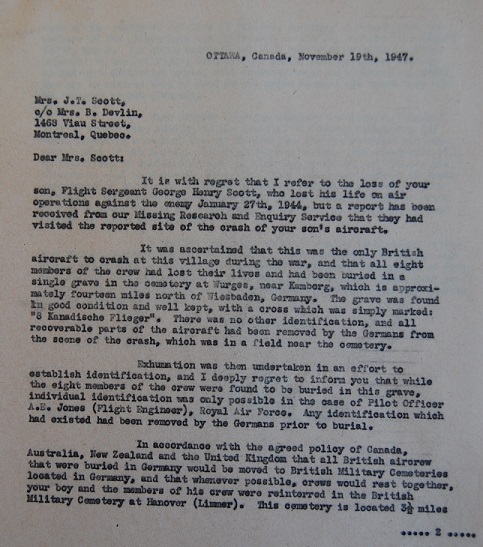 OTTAWA, Canada, November 19th, 1947.
Mrs. J.T. Scott,
c/o Mrs. B. Devlin,
1463 Viau Street,
Montreal, Quebec.
Dear Mrs. Scott:
It is with regret that I refer to the loss of your
son, Flight Sergeant George Henry Scott, who lost his life on air
operations against the enemy January 27th, 1944, but a report has been
received from our Missing Research and Enquiry Service that they had
visited the reported site of the crash of your son's aircraft.
It was ascertained that this was the only British
aircraft to crash at this village during the war, and that all eight
members of the crew had lost their lives and had been buried in a
single grave in the cemetery at Wurges, near Kamborg, which is approxi-
mately fourteen miles north of Wiesbaden, Germany. The grave was found
in good condition and well kept, with a cross which was simply marked:
"8 Kanadische Flieger". There was no other identification, and all
recoverable parts of the aircraft had been removed by the Germans from
the scene of the crash, which was in a field near the cemetery.
Exhumation was then undertaken in an effort to
establish identification, and I deeply regret to inform you that while
the eight members of the crew were found to be buried in this grave,
individual identification was only possible in the case of Pilot Officer
A.E. Jones (Flight Engineer), Royal Air Force. Any identification which
had existed had been removed by the Germans prior to burial.
In accordance with the agreed policy of Canada,
Australia, New Zealand and the United Kingdom that all British aircrew
that were buried in Germany would be moved to British Military Cemeteries
located in Germany, and that whenever possible, crews would rest together,
your boy and the members of his crew were reinterred in the British
Military Cemetery at Hanover (Limmer). This cemetery is located 3½ miles
..... 2 .....